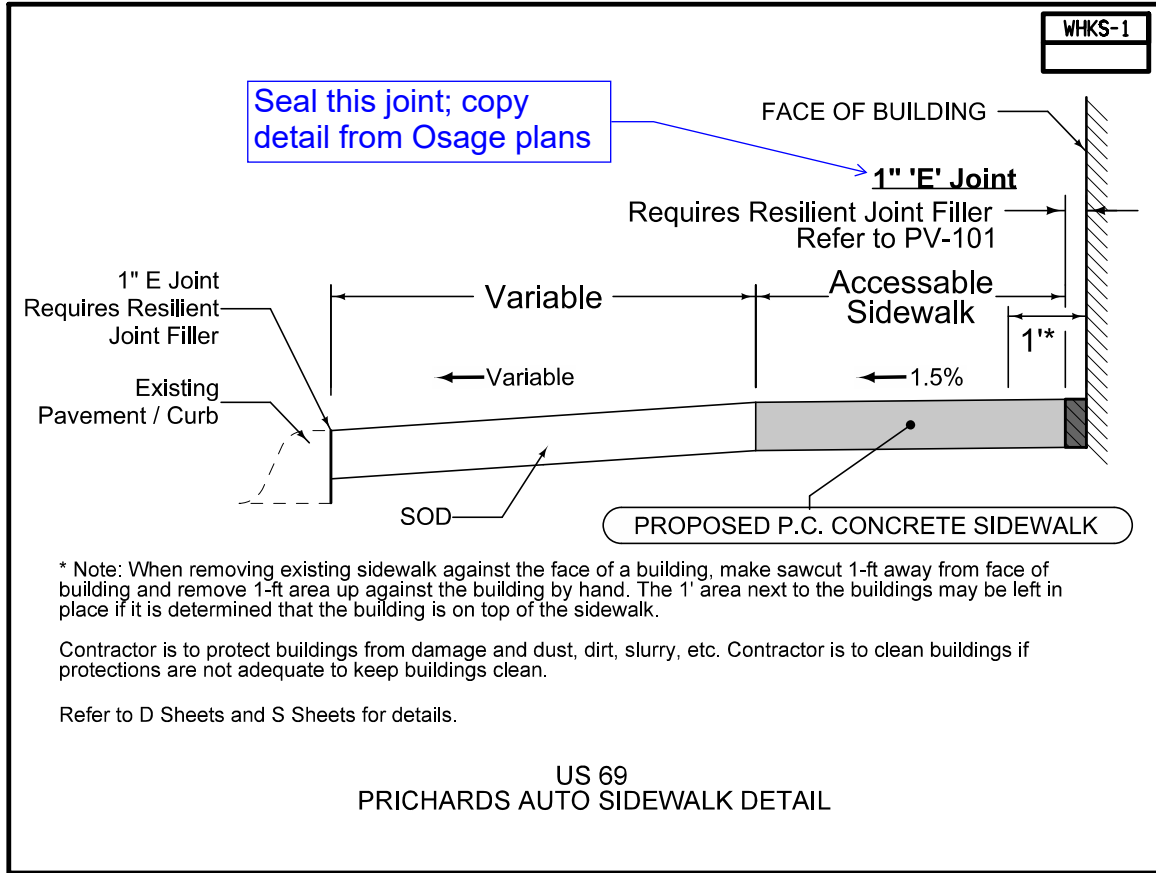 WHKS-1
Seal this joint; copy
detail from Osage plans
FACE OF BUILDING
1" 'E' Joint
Requires Resilient Joint Filler
Refer to PV-101
1" E Joint
Requires Resilient
Joint Filler
Variable
Accessable
Sidewalk
1'*
Variable
1.5%
Existing
Pavement / Curb
SOD
PROPOSED P.C. CONCRETE SIDEWALK
* Note: When removing existing sidewalk against the face of a building, make sawcut 1-ft away from face of
building and remove 1-ft area up against the building by hand. The 1' area next to the buildings may be left in
place if it is determined that the building is on top of the sidewalk.
Contractor is to protect buildings from damage and dust, dirt, slurry, etc. Contractor is to clean buildings if
protections are not adequate to keep buildings clean.
Refer to D Sheets and S Sheets for details.
US 69
PRICHARDS AUTO SIDEWALK DETAIL